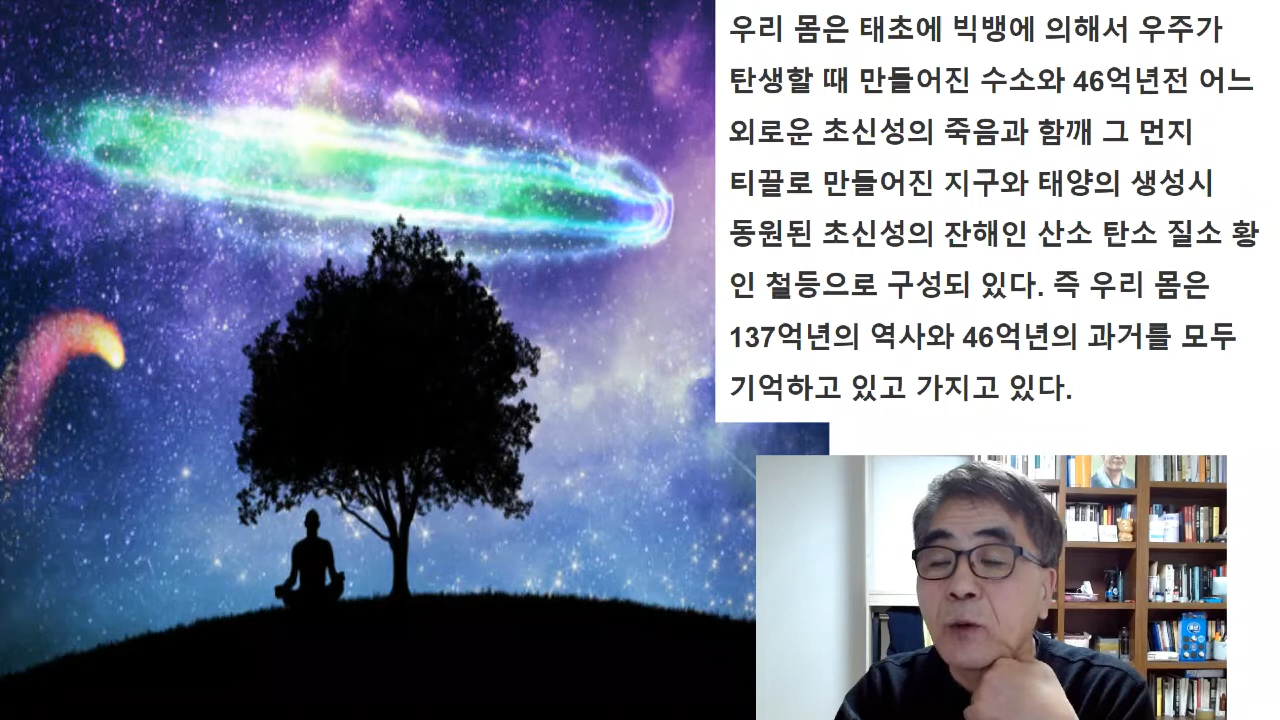 우리 몸은 태초에 빅뱅에 의해서 우주가
탄생할 때 만들어진 수소와 46억년전 어느
외로운 초신성의 죽음과 함깨 그 먼지
티끌로 만들어진 지구와 태양의 생성시
동원된 초신성의 잔해인 산소 탄소 질소 황
인 철등으로 구성되 있다. 즉 우리 몸은
137억년의 역사와 46억년의 과거를 모두
기억하고 있고 가지고 있다.